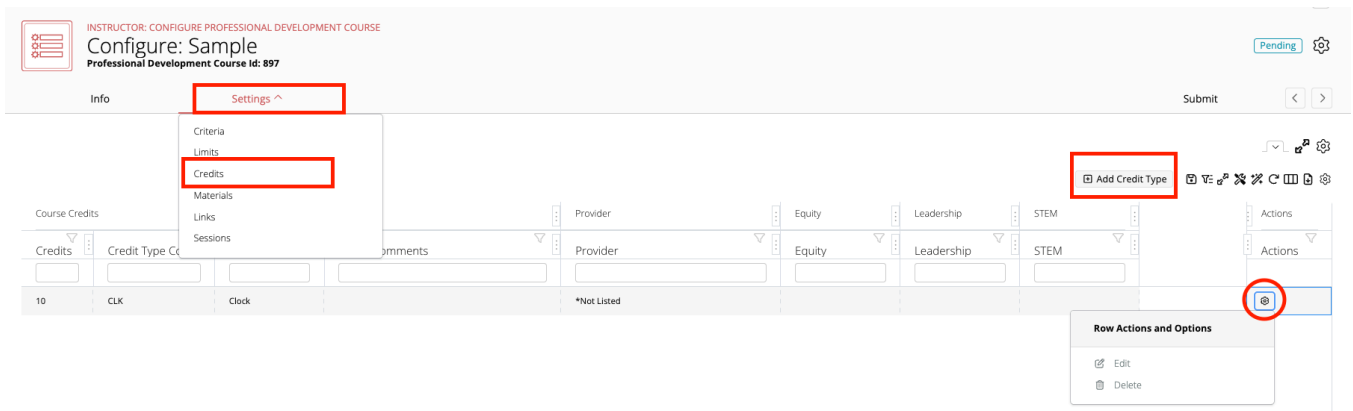 INSTRUCTOR: CONFIGURE PROFESSIONAL DEVELOPMENT COURSE
Configure: Sample
Professional Development Course Id: 897
Pending
Info
Settings
Submit
Criteria
Limits
Credits
Materials
Links
Sessions
Add Credit Type
Course Credits
Provider
Equity
Leadership
STEM
Actions
Credits
Credit Type
Provider
Equity
Leadership
STEM
Actions
10
CLK
Clock
*Not Listed
Row Actions and Options
Edit
Delete